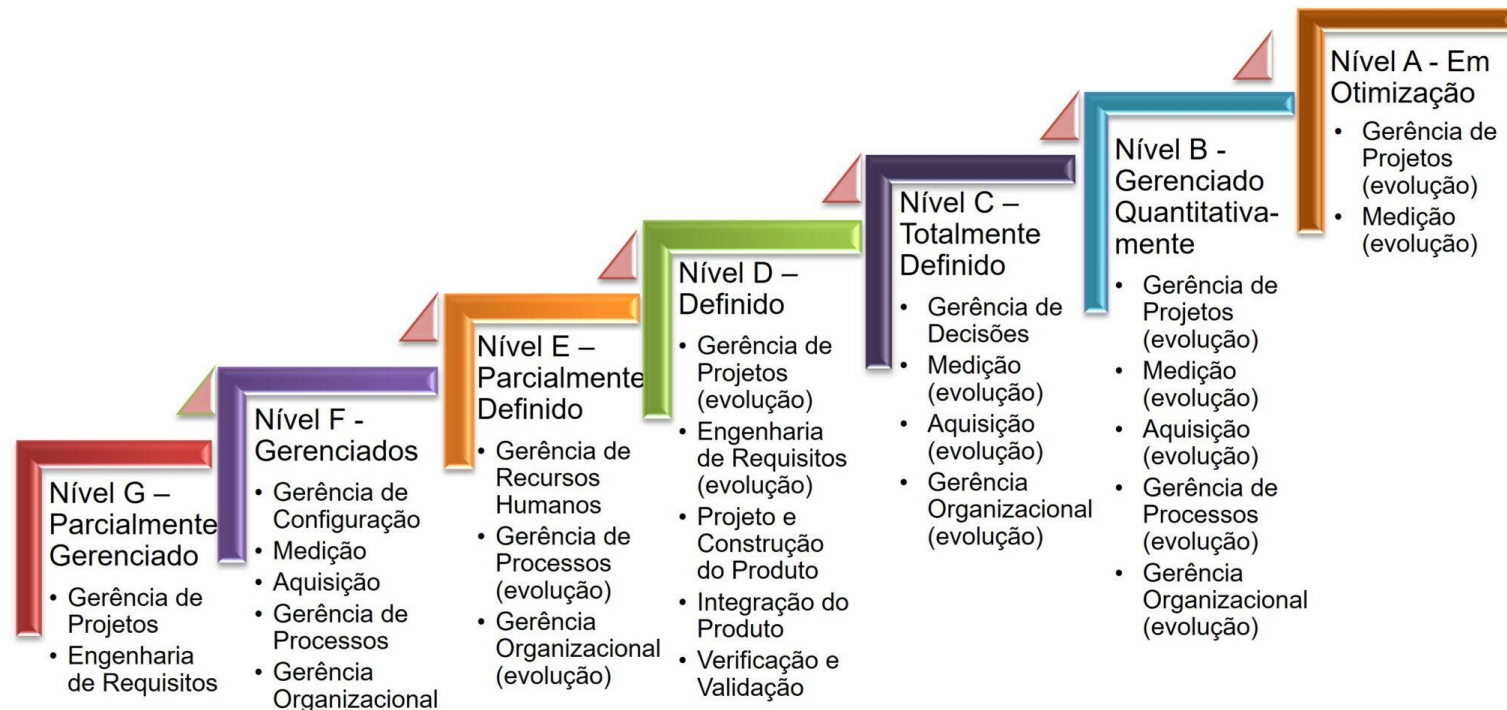 Nível G –
Parcialmente
Gerenciado
• Gerência de
Projetos
• Engenharia
de Requisitos
Nível F -
Gerenciados
• Gerência de
Configuração
• Medição
• Aquisição
• Gerência de
Processos
• Gerência
Organizacional
Nível E –
Parcialmente
Definido
• Gerência de
Recursos
Humanos
• Gerência de
Processos
(evolução)
• Gerência
Organizacional
(evolução)
Nível D –
Definido
• Gerência de
Projetos
(evolução)
• Engenharia
de Requisitos
(evolução)
• Projeto e
Construção
do Produto
• Integração do
Produto
• Verificação e
Validação
Nível C –
Totalmente
Definido
• Gerência de
Decisões
• Medição
(evolução)
• Aquisição
(evolução)
• Gerência
Organizacional
(evolução)
Nível B -
Gerenciado
Quantitativa-
mente
• Gerência de
Projetos
(evolução)
• Medição
(evolução)
• Aquisição
(evolução)
• Gerência de
Processos
(evolução)
• Gerência
Organizacional
(evolução)
Nível A - Em
Otimização
• Gerência de
Projetos
(evolução)
• Medição
(evolução)